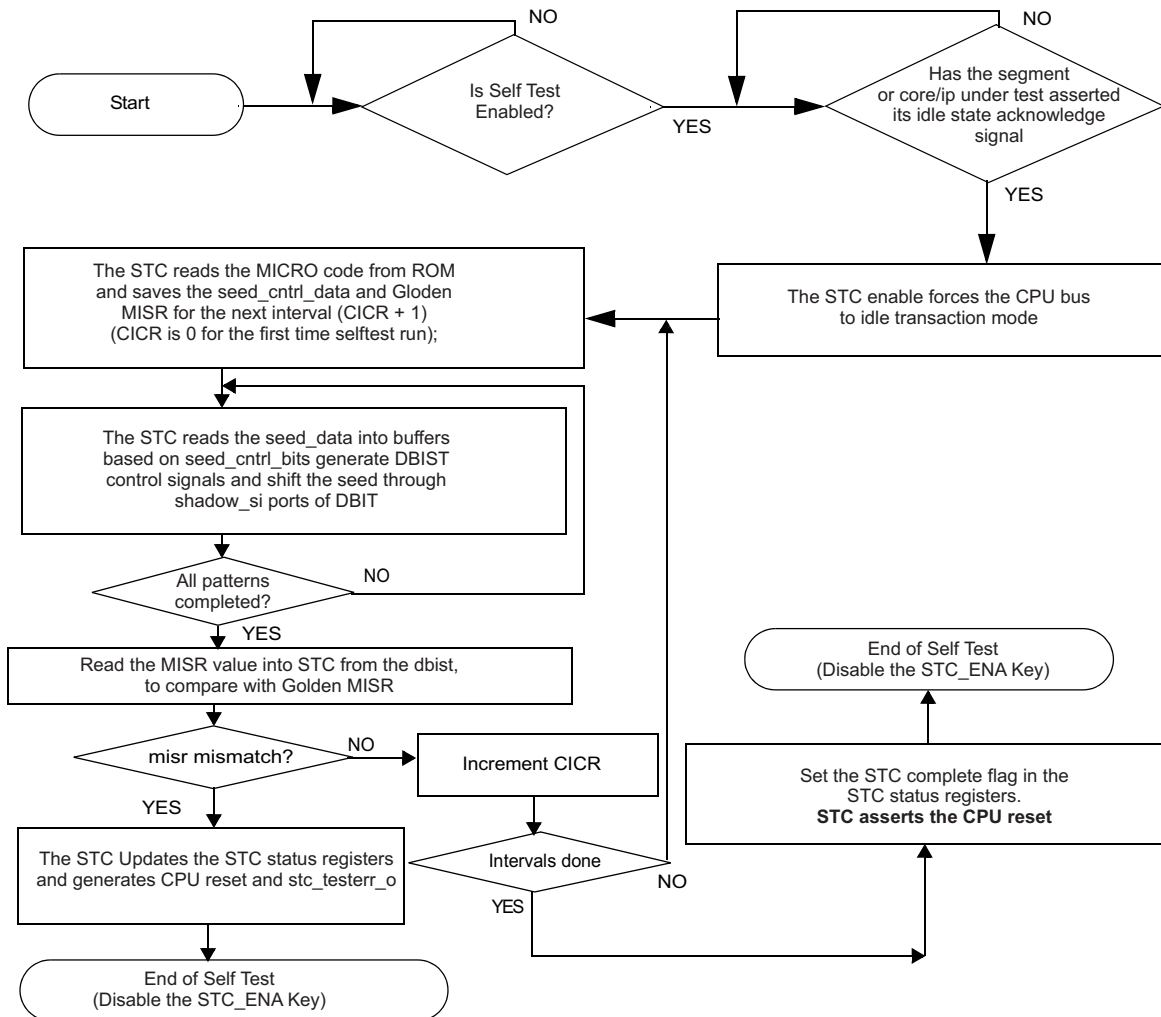 Start
Is Self Test
Enabled?
NO
YES
NO
Has the segment
or core/ip under test asserted
its idle state acknowledge
signal
YES
The STC enable forces the CPU bus
to idle transaction mode
The STC reads the MICRO code from ROM
and saves the seed_cntrl_data and Gloden
MISR for the next interval (CICR + 1)
(CICR is 0 for the first time selftest run);
The STC reads the seed_data into buffers
based on seed_cntrl_bits generate DBIST
control signals and shift the seed through
shadow_si ports of DBIT
All patterns
completed?
NO
YES
Read the MISR value into STC from the dbist,
to compare with Golden MISR
misr mismatch?
NO
YES
Increment CICR
Intervals done
NO
YES
The STC Updates the STC status registers
and generates CPU reset and stc_testerr_o
End of Self Test
(Disable the STC_ENA Key)
Set the STC complete flag in the
STC status registers.
STC asserts the CPU reset
End of Self Test
(Disable the STC_ENA Key)